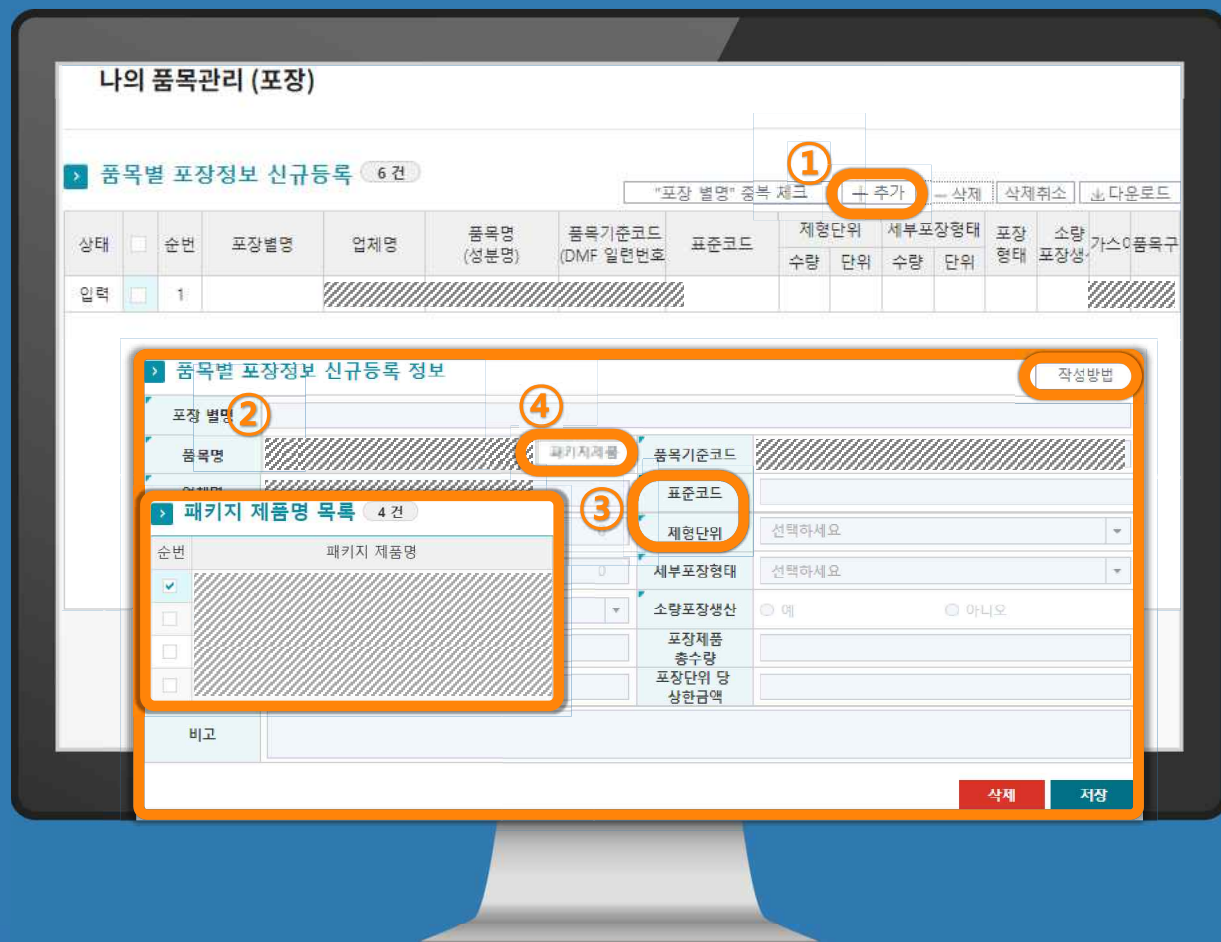 나의 품목관리 (포장)
품목별 포장정보 신규등록 6 건
①
"포장 별명" 중복 체크 + 추가 - 삭제 삭제취소 다운로드
상태 순번 포장별명 업체명 품목명 (성분명) 품목기준코드 (DMF 일련번호 표준코드 제형단위 세부포장형태 포장 형태 소량 포장생 가스 품목구
수량 단위 수량 단위
입력 1
품목별 포장정보 신규등록 정보 작성방법
② ④
포장 별명
품목명 패키지제품 품목기준코드
업체명 표준코드
③
패키지 제품명 목록 4 건
0 제형단위 선택하세요
순번 패키지 제품명
0 세부포장형태 선택하세요
소량포장생산 예 아니오
포장제품
총수량
포장단위 당
상한금액
비고
삭제 저장